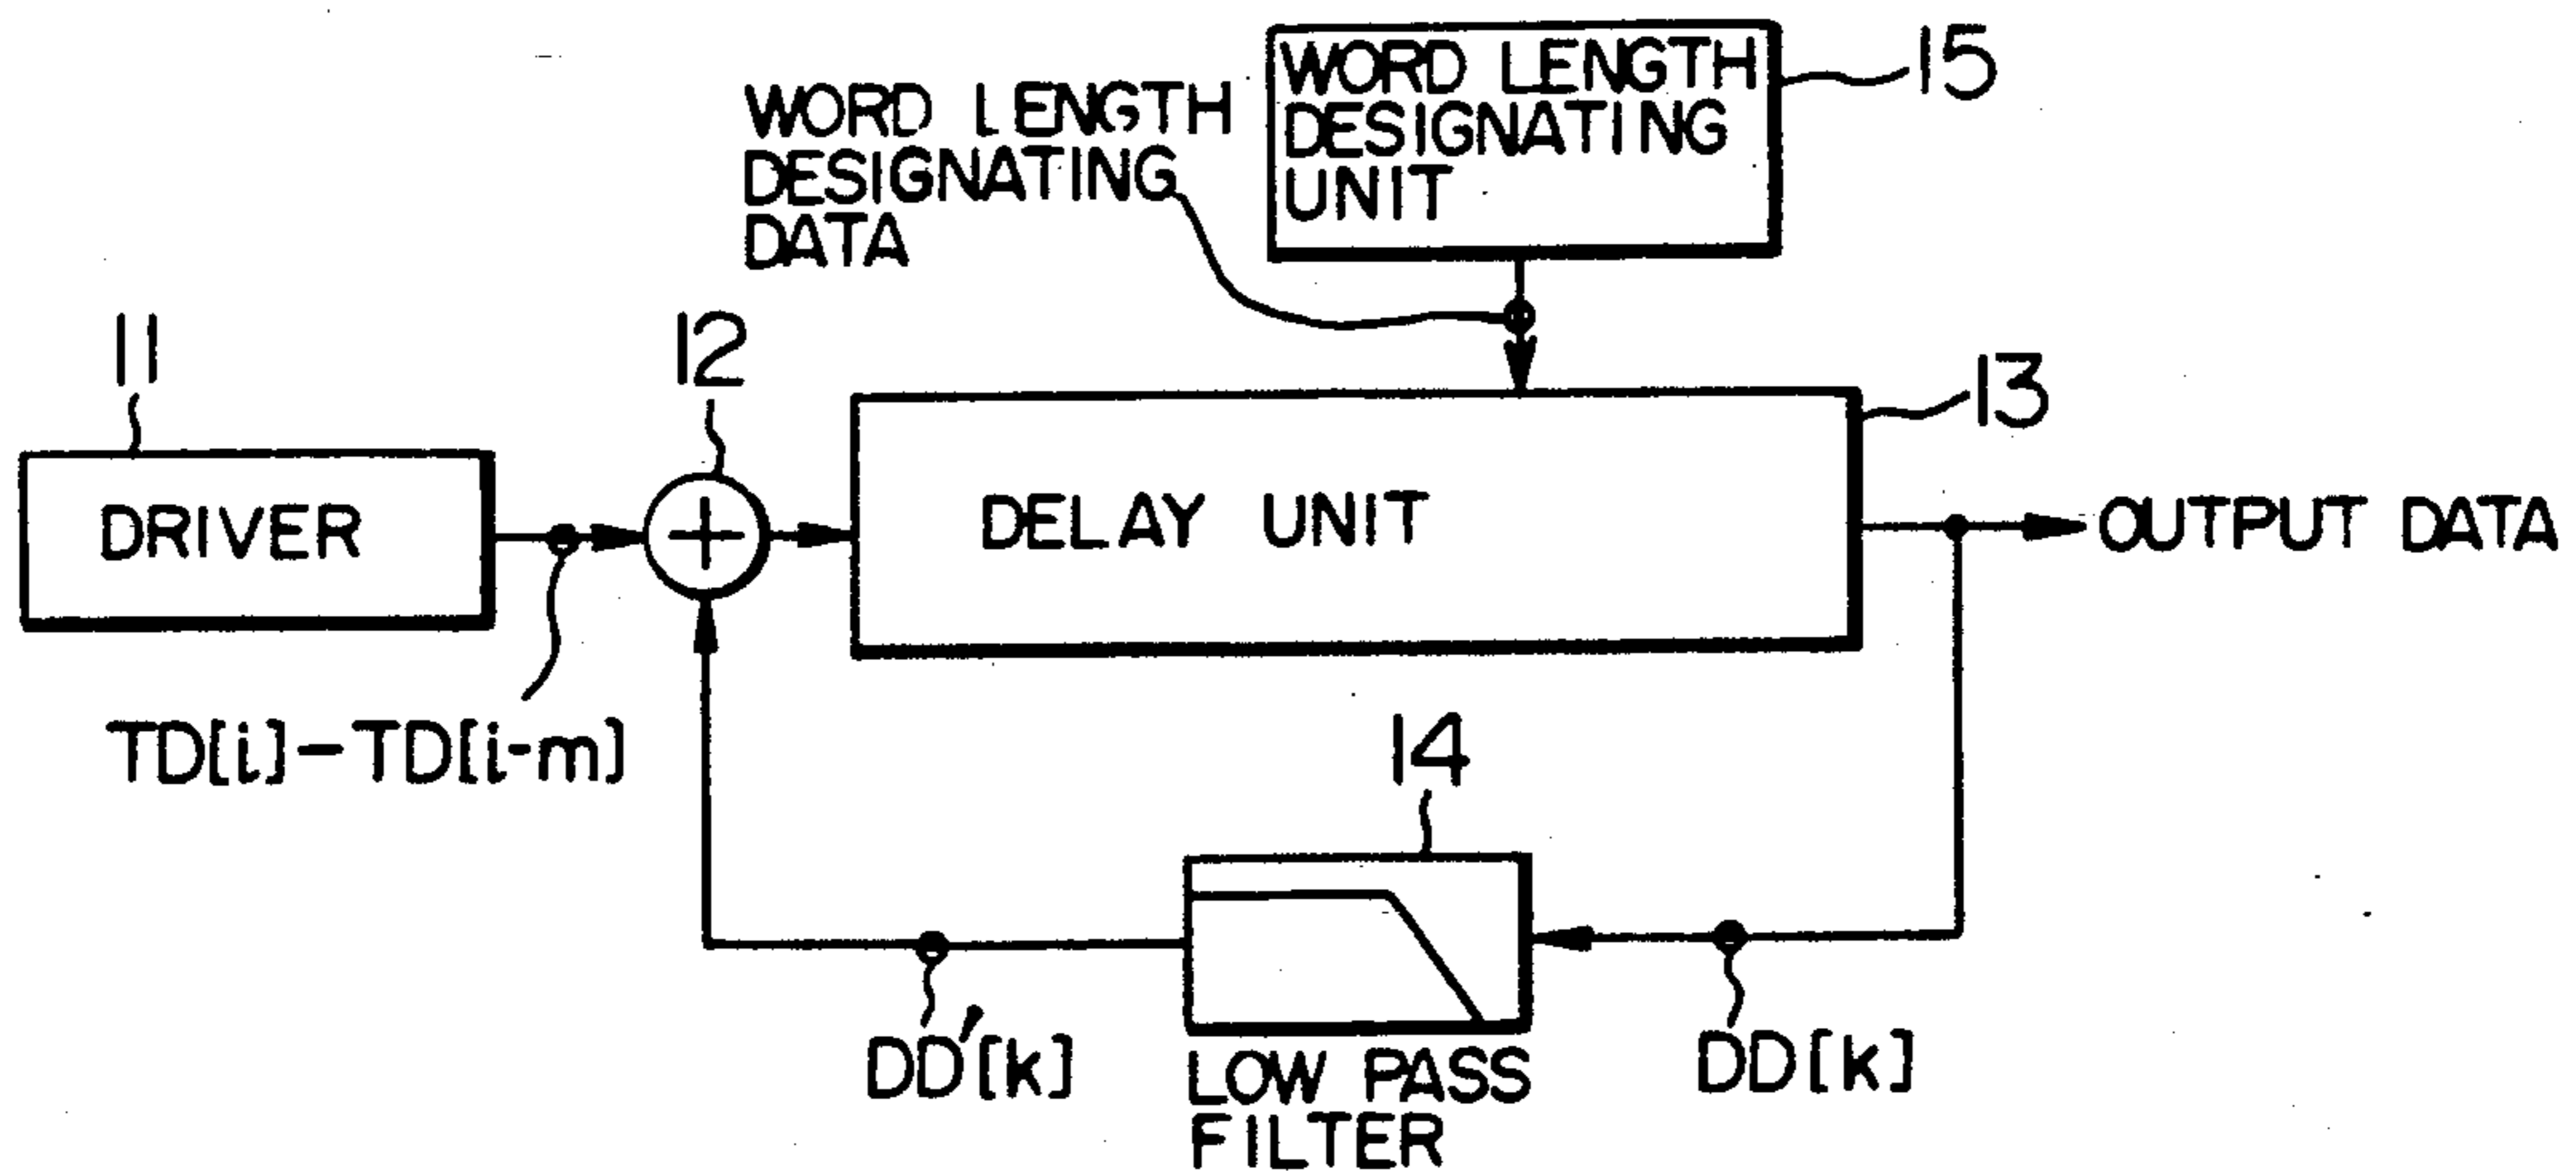 WORD LENGTH
DESIGNATING
UNIT
15
WORD LENGTH
DESIGNATING
DATA
11
12
13
DRIVER
+
DELAY UNIT
OUTPUT DATA
TD[i]-TD[i-m]
14
DD'[k]
LOW PASS
FILTER
DD[k]